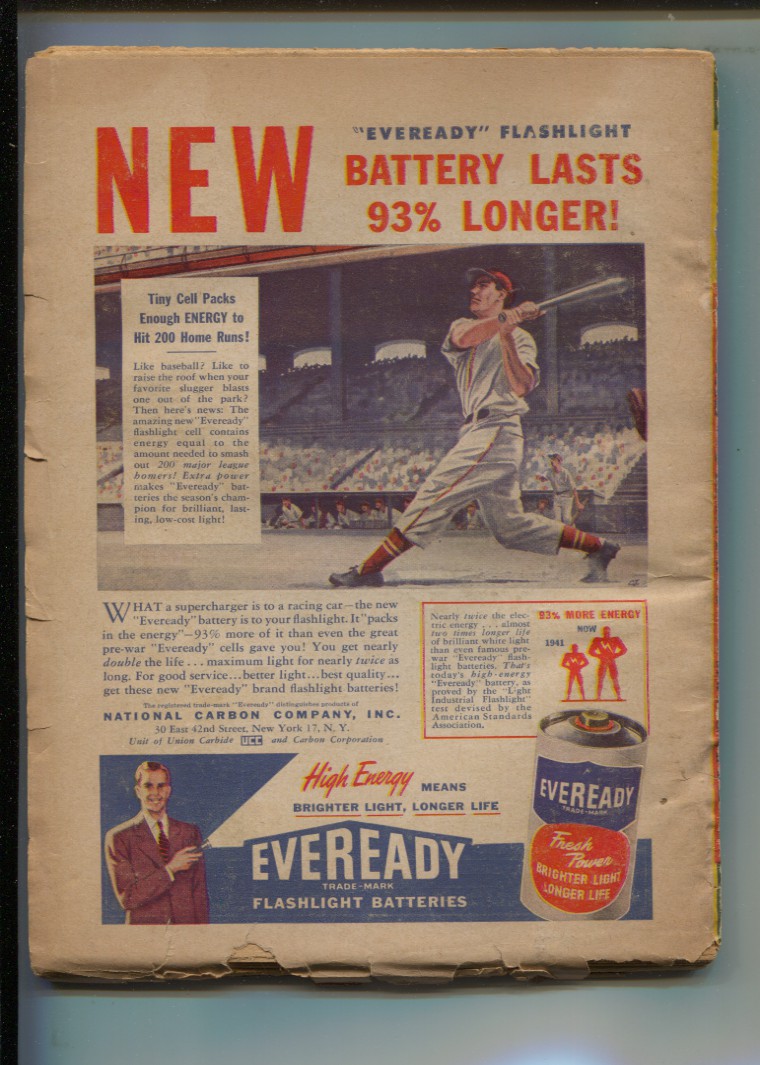 NEW
"EVEREADY" FLASHLIGHT
BATTERY LASTS
93% LONGER!
Tiny Cell Packs
Enough ENERGY to
Hit 200 Home Runs!
Like baseball? Like to
raise the roof when your
favorite slugger blasts
one out of the park?
Then here's news: The
amazing new "Eveready"
flashlight cell contains
energy equal to the
amount needed to smash
out 200 major league
homers! Extra power
makes "Eveready" bat-
teries the season's cham-
pion for brilliant, last-
ing, low-cost light!
WHAT a supercharger is to a racing car—the new
"Eveready" battery is to your flashlight. It "packs
in the energy"—93% more of it than even the great
pre-war "Eveready" cells gave you! You get nearly
double the life ... maximum light for nearly twice as
long. For good service...better light...best quality...
get these new "Eveready" brand flashlight batteries!
The registered trade-mark "Eveready" distinguishes products of
NATIONAL CARBON COMPANY, INC.
30 East 42nd Street, New York 17, N. Y.
Unit of Union Carbide UCC and Carbon Corporation
Nearly twice the elec-
tric energy . . . almost
two times longer life
of brilliant white light
than even famous pre-
war "Eveready" flash-
light batteries. That's
today's high-energy
"Eveready" battery, as
proved by the "Light
Industrial Flashlight"
test devised by the
American Standards
Association.
93% MORE ENERGY
NOW
1941
High Energy MEANS
BRIGHTER LIGHT, LONGER LIFE
EVEREADY
TRADE-MARK
FLASHLIGHT BATTERIES
EVEREADY
TRADE-MARK
Fresh
Power
BRIGHTER LIGHT
LONGER LIFE